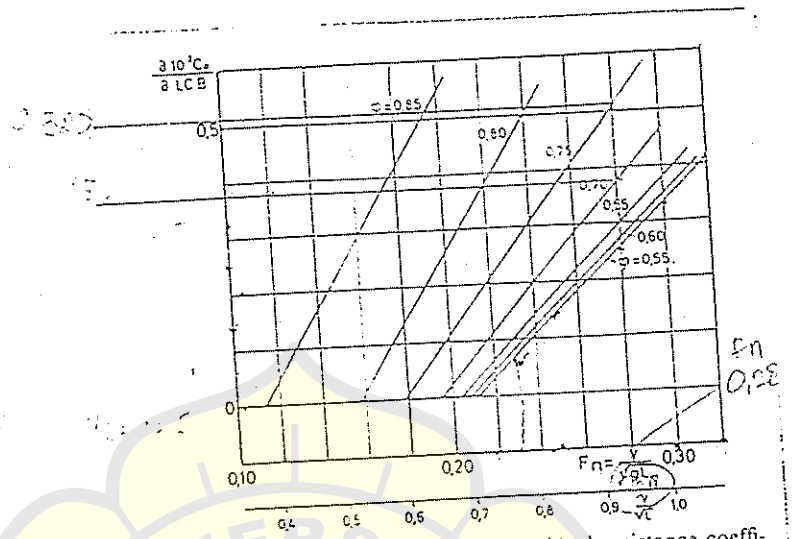 ∂ 10³Cᵣ
∂ LCB
φ=0,85
0,5
0,80
0,75
0,70
0,65
0,60
φ=0,55.
0
Fn
0,10
0,20
Fn= V
√gL
0,30
0,4
0,5
0,6
0,7
0,8
0,9
V
√L
1,0
resistance coeffi-